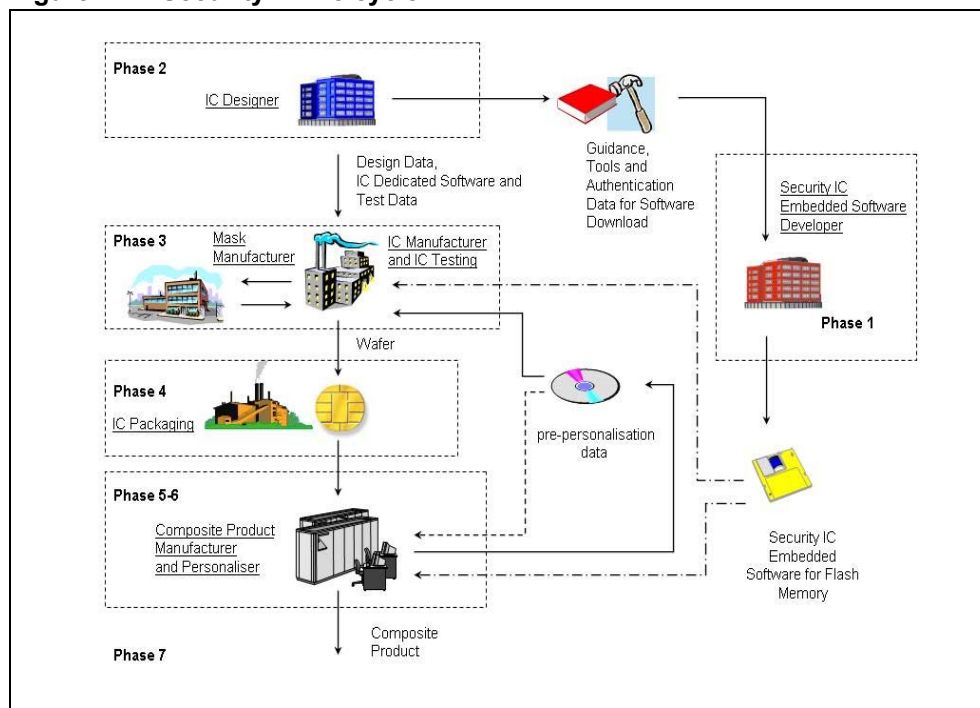 Phase 2
IC Designer
Guidance,
Tools and
Authentication
Data for Software
Download
Design Data,
IC Dedicated Software and
Test Data
Security IC
Embedded Software
Developer
Phase 1
Phase 3
Mask
Manufacturer
IC Manufacturer
and IC Testing
Wafer
Phase 4
IC Packaging
pre-personalisation
data
Phase 5-6
Composite Product
Manufacturer
and Personaliser
Security IC
Embedded
Software for Flash
Memory
Composite
Product
Phase 7